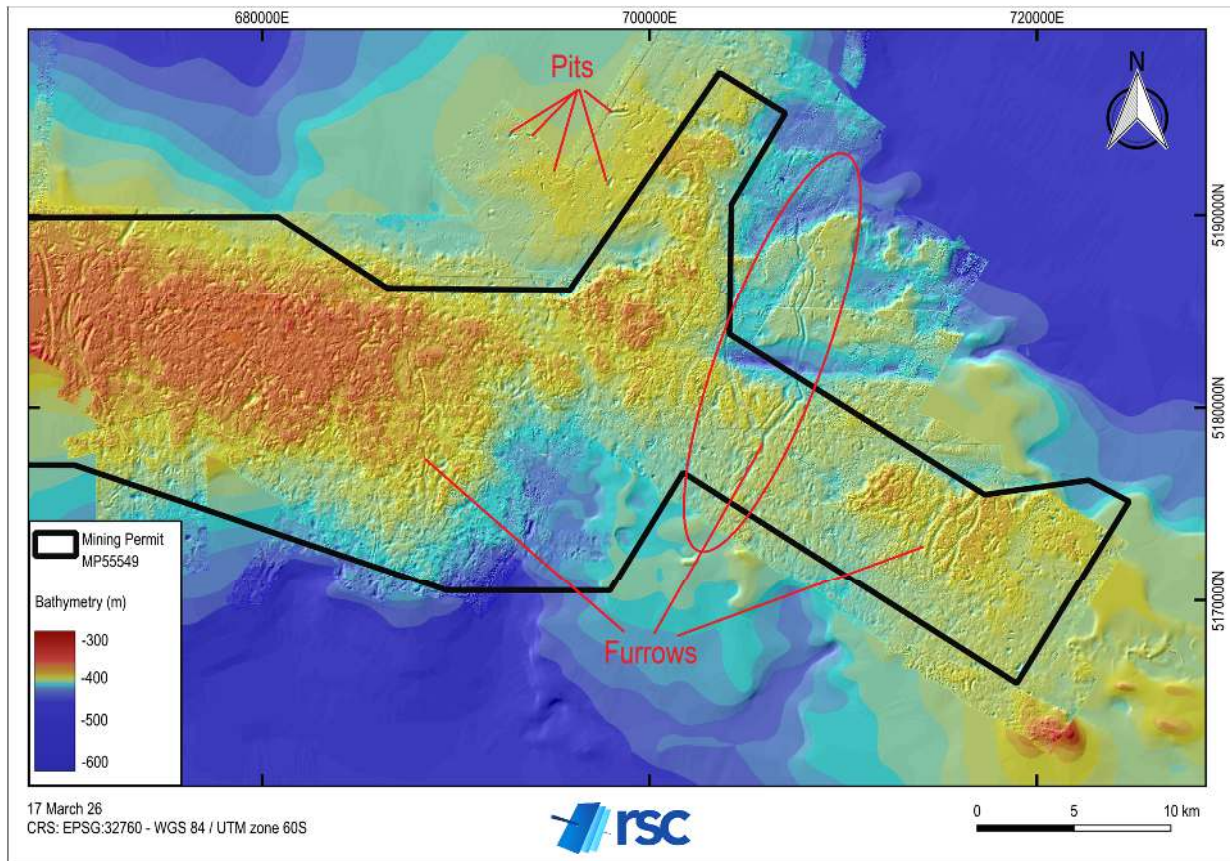 680000E
700000E
720000E
Pits
N
5190000N
5180000N
5170000N
Furrows
Mining Permit
MP55549
Bathymetry (m)
-300
-400
-500
-600
17 March 26
CRS: EPSG:32760 - WGS 84 / UTM zone 60S
rsc
0
5
10 km